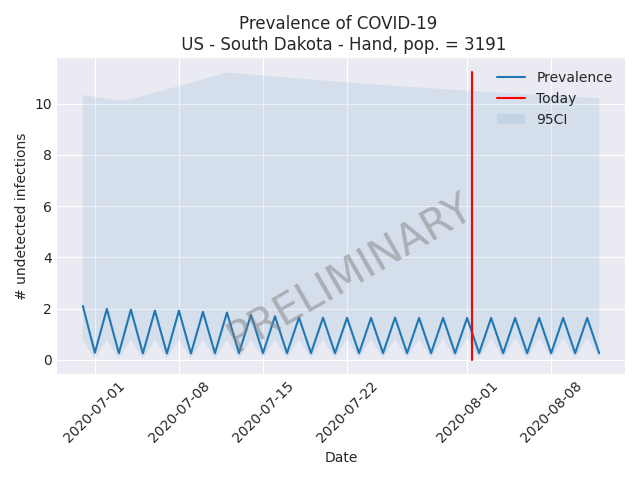 Prevalence of COVID-19
US - South Dakota - Hand, pop. = 3191
Prevalence
Today
95CI
10
8
6
4
2
0
# undetected infections
PRELIMINARY
2020-07-01
2020-07-08
2020-07-15
2020-07-22
2020-08-01
2020-08-08
Date